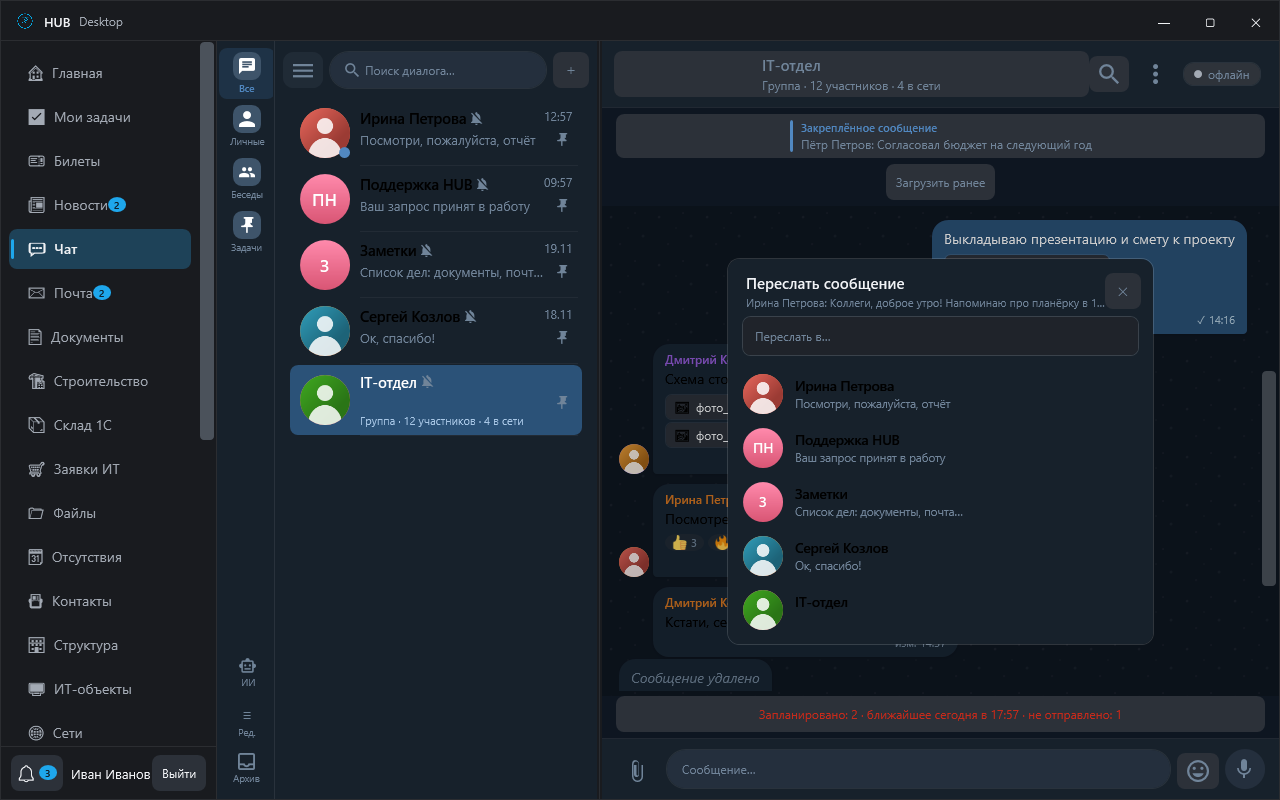 HUB Desktop
Главная
Мои задачи
Билеты
Новости 2
Чат
Почта 2
Документы
Строительство
Склад 1С
Заявки ИТ
Файлы
Отсутствия
Контакты
Структура
ИТ-объекты
Сети
3 Иван Иванов Выйти
Все
Личные
Беседы
Задачи
ИИ
Ред.
Архив
Поиск диалога...
+
Ирина Петрова 12:57
Посмотри, пожалуйста, отчёт
ПН
Поддержка HUB 09:57
Ваш запрос принят в работу
З
Заметки 19.11
Список дел: документы, почт...
Сергей Козлов 18.11
Ок, спасибо!
IT-отдел
Группа · 12 участников · 4 в сети
IT-отдел
Группа · 12 участников · 4 в сети
офлайн
Закреплённое сообщение
Пётр Петров: Согласовал бюджет на следующий год
Загрузить ранее
Выкладываю презентацию и смету к проекту
✓ 14:16
Дмитрий К
Схема сто
фото_
фото_
Ирина Петр
Посмотре
👍 3 🔥
Дмитрий К
Кстати, се
изм. 14:57
Сообщение удалено
Переслать сообщение
Ирина Петрова: Коллеги, доброе утро! Напоминаю про планёрку в 1...
Переслать в...
Ирина Петрова
Посмотри, пожалуйста, отчёт
ПН
Поддержка HUB
Ваш запрос принят в работу
З
Заметки
Список дел: документы, почта...
Сергей Козлов
Ок, спасибо!
IT-отдел
Запланировано: 2 · ближайшее сегодня в 17:57 · не отправлено: 1
Сообщение...